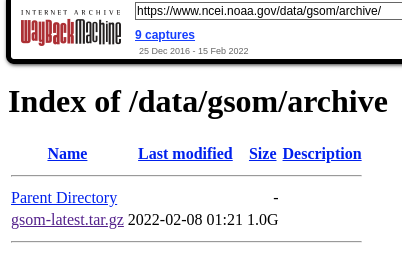 INTERNET ARCHIVE
WayBackMachine
https://www.ncei.noaa.gov/data/gsom/archive/
9 captures
25 Dec 2016 - 15 Feb 2022
Index of /data/gsom/archive
Name Last modified Size Description
Parent Directory -
gsom-latest.tar.gz 2022-02-08 01:21 1.0G